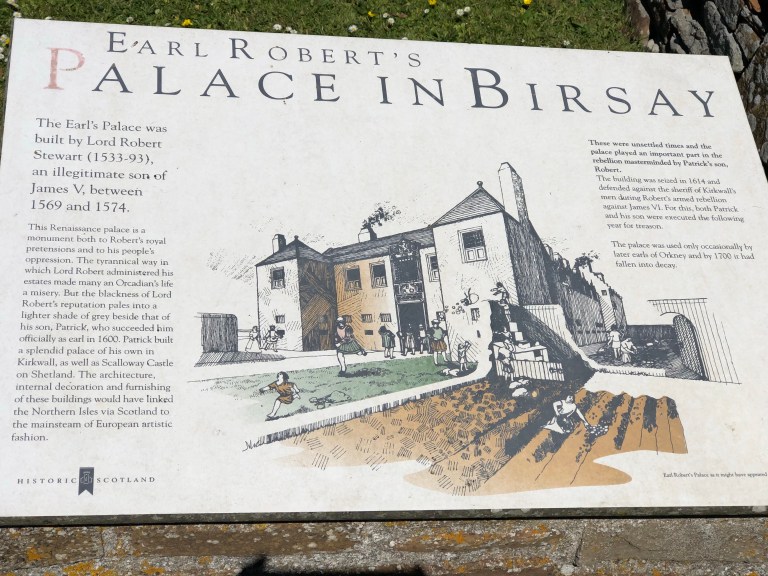 EARL ROBERT'S
PALACE IN BIRSAY
The Earl's Palace was
built by Lord Robert
Stewart (1533-93),
an illegitimate son of
James V, between
1569 and 1574.
This Renaissance palace is a
monument both to Robert's royal
pretensions and to his people's
oppression. The tyrannical way in
which Lord Robert administered his
estates made many an Orcadian's life
a misery. But the blackness of Lord
Robert's reputation pales into a
lighter shade of grey beside that of
his son, Patrick, who succeeded him
officially as earl in 1600. Patrick built
a splendid palace of his own in
Kirkwall, as well as Scalloway Castle
on Shetland. The architecture,
internal decoration and furnishing
of these buildings would have linked
the Northern Isles via Scotland to
the mainsteam of European artistic
fashion.
HISTORIC SCOTLAND
These were unsettled times and the
palace played an important part in the
rebellion masterminded by Patrick's son,
Robert.
The building was seized in 1614 and
defended against the sheriff of Kirkwall's
men during Robert's armed rebellion
against James VI. For this, both Patrick
and his son were executed the following
year for treason.
The palace was used only occasionally by
later earls of Orkney and by 1700 it had
fallen into decay.
Earl Robert's Palace as it might have appeared